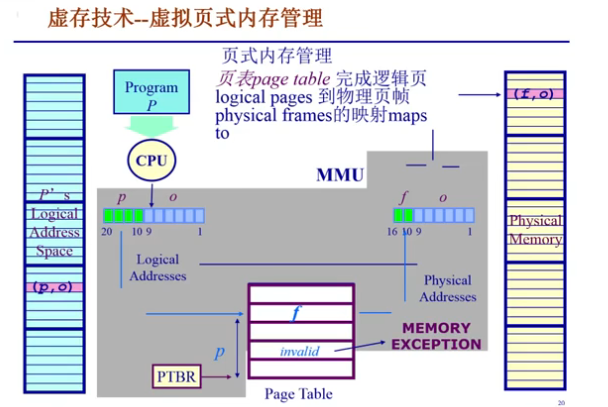 虚存技术--虚拟页式内存管理
页式内存管理
页表page table 完成逻辑页
logical pages 到物理页帧
physical frames的映射maps
to
Program
P
CPU
MMU
p o
20 10 9 1
Logical
Addresses
f o
16 10 9 1
Physical
Addresses
P's
Logical
Address
Space
(p,o)
(f,o)
Physical
Memory
f
p
invalid
MEMORY
EXCEPTION
PTBR
Page Table
20